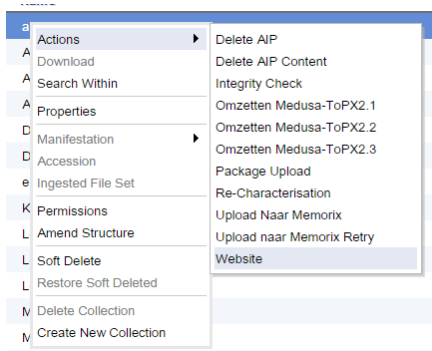 Actions
Download
Search Within
Properties
Manifestation
Accession
Ingested File Set
Permissions
Amend Structure
Soft Delete
Restore Soft Deleted
Delete Collection
Create New Collection
Delete AIP
Delete AIP Content
Integrity Check
Omzetten Medusa-ToPX2.1
Omzetten Medusa-ToPX2.2
Omzetten Medusa-ToPX2.3
Package Upload
Re-Characterisation
Upload Naar Memorix
Upload naar Memorix Retry
Website